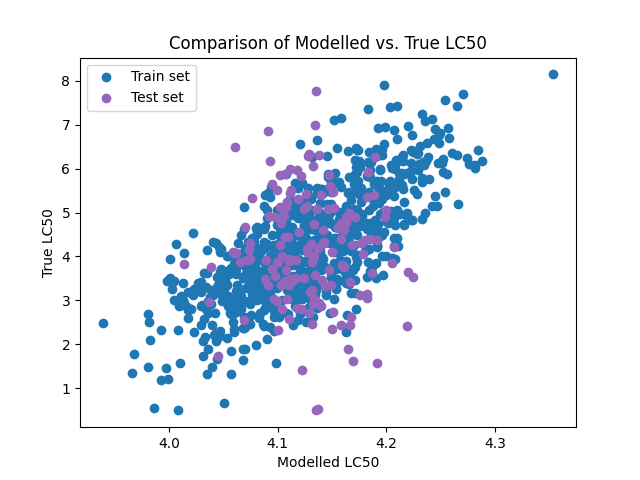 Comparison of Modelled vs. True LC50
Train set
Test set
True LC50
8
7
6
5
4
3
2
1
4.0 4.1 4.2 4.3
Modelled LC50